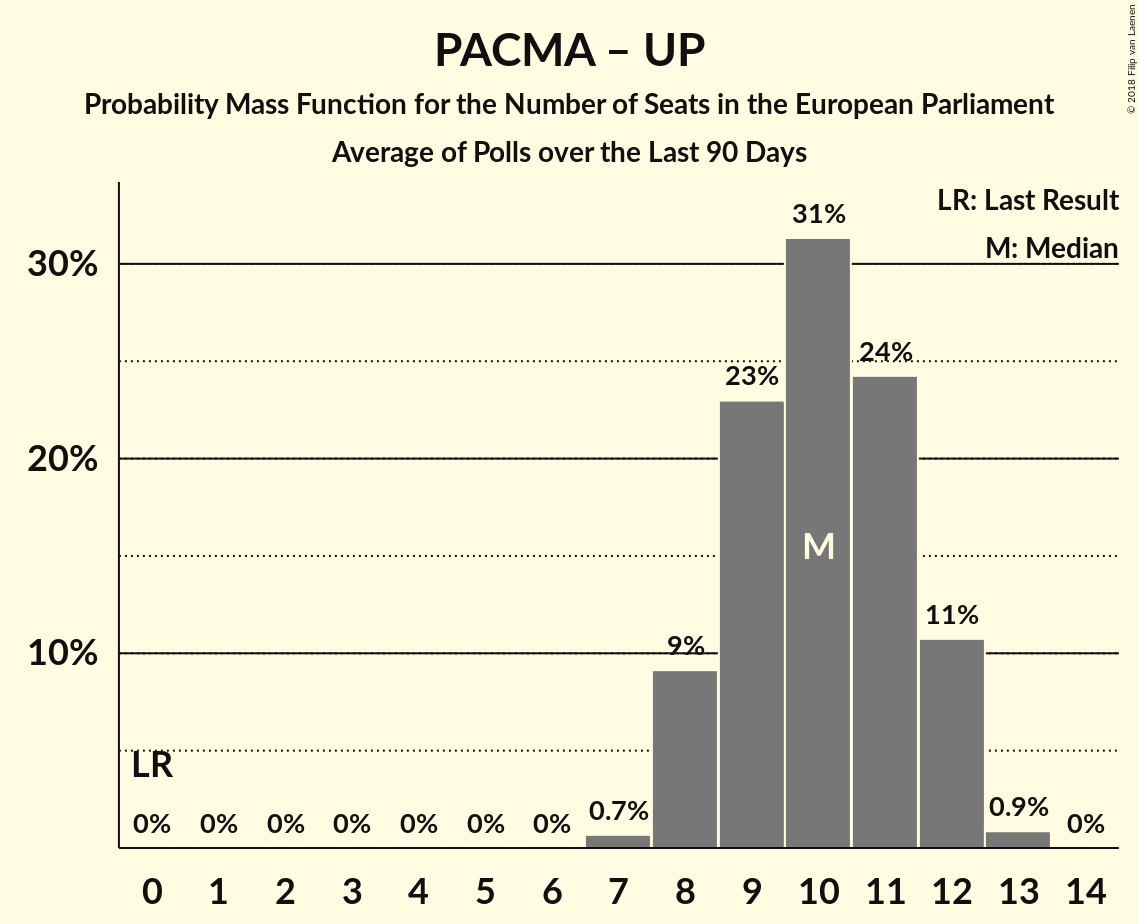 PACMA – UP
Probability Mass Function for the Number of Seats in the European Parliament
Average of Polls over the Last 90 Days
© 2018 Filip van Laenen
LR: Last Result
M: Median
30%
20%
10%
31%
24%
23%
M
11%
9%
LR
0% 0% 0% 0% 0% 0% 0% 0.7% 0.9% 0%
0 1 2 3 4 5 6 7 8 9 10 11 12 13 14